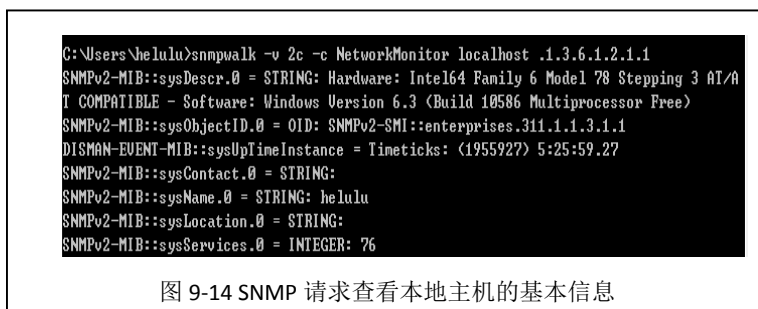 C:\Users\helulu>snmpwalk -v 2c -c NetworkMonitor localhost .1.3.6.1.2.1.1
SNMPv2-MIB::sysDescr.0 = STRING: Hardware: Intel64 Family 6 Model 78 Stepping 3 AT/A
T COMPATIBLE - Software: Windows Version 6.3 (Build 10586 Multiprocessor Free)
SNMPv2-MIB::sysObjectID.0 = OID: SNMPv2-SMI::enterprises.311.1.1.3.1.1
DISMAN-EVENT-MIB::sysUpTimeInstance = Timeticks: (1955927) 5:25:59.27
SNMPv2-MIB::sysContact.0 = STRING:
SNMPv2-MIB::sysName.0 = STRING: helulu
SNMPv2-MIB::sysLocation.0 = STRING:
SNMPv2-MIB::sysServices.0 = INTEGER: 76
图 9-14 SNMP 请求查看本地主机的基本信息